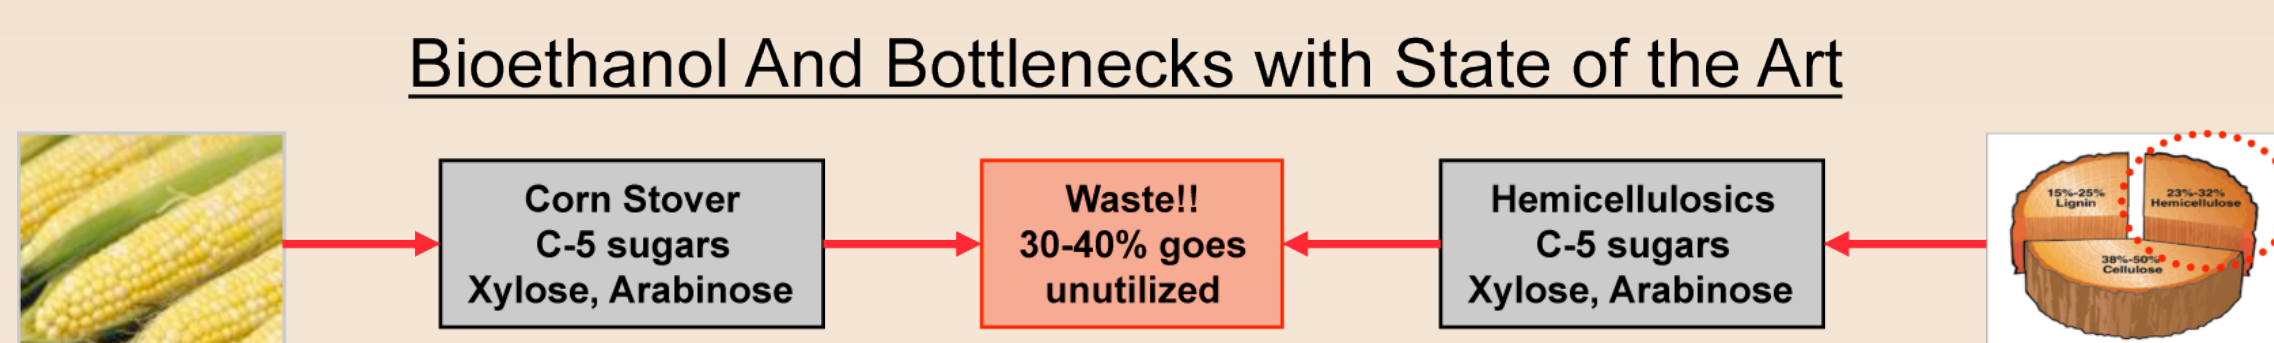 Bioethanol And Bottlenecks with State of the Art
Corn Stover
C-5 sugars
Xylose, Arabinose
Waste!!
30-40% goes
unutilized
Hemicellulosics
C-5 sugars
Xylose, Arabinose
15%-25%
Lignin
23%-32%
Hemicellulose
38%-50%
Cellulose